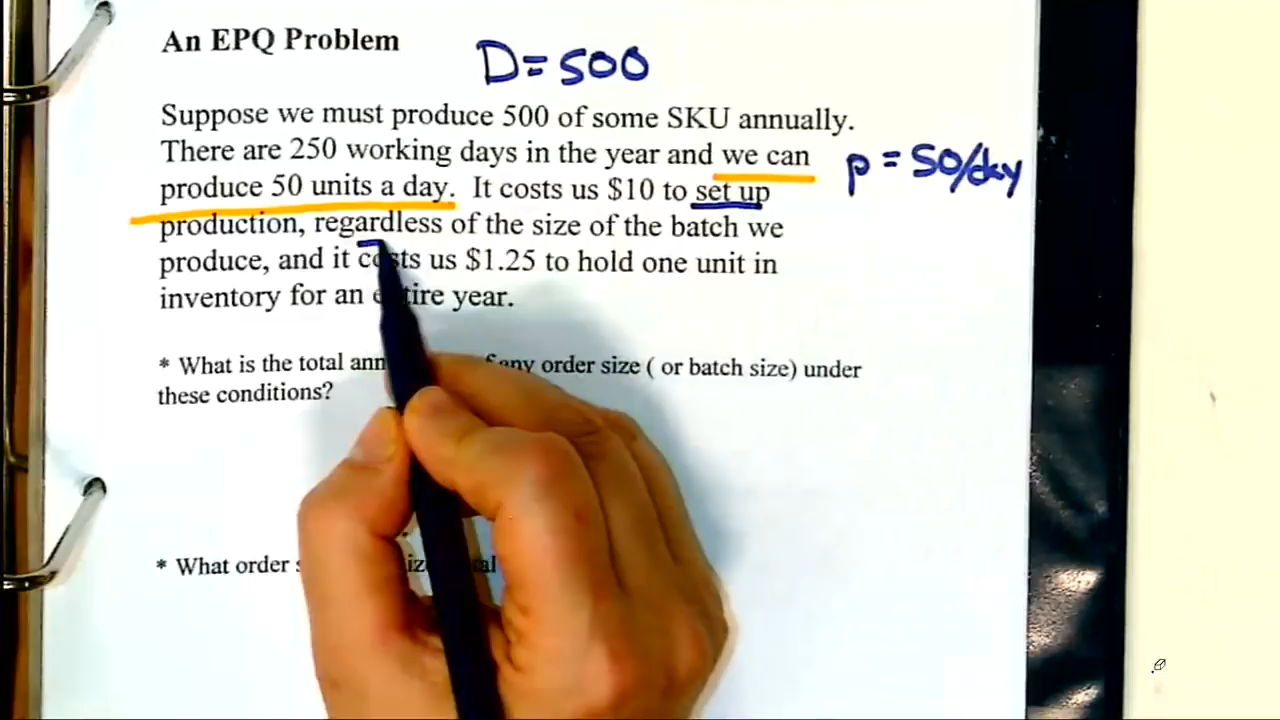 An EPQ Problem
D = 500
Suppose we must produce 500 of some SKU annually.
There are 250 working days in the year and we can
p = 50/day
produce 50 units a day. It costs us $10 to set up
production, regardless of the size of the batch we
produce, and it costs us $1.25 to hold one unit in
inventory for an entire year.
* What is the total any order size ( or batch size) under
these conditions?
* What order